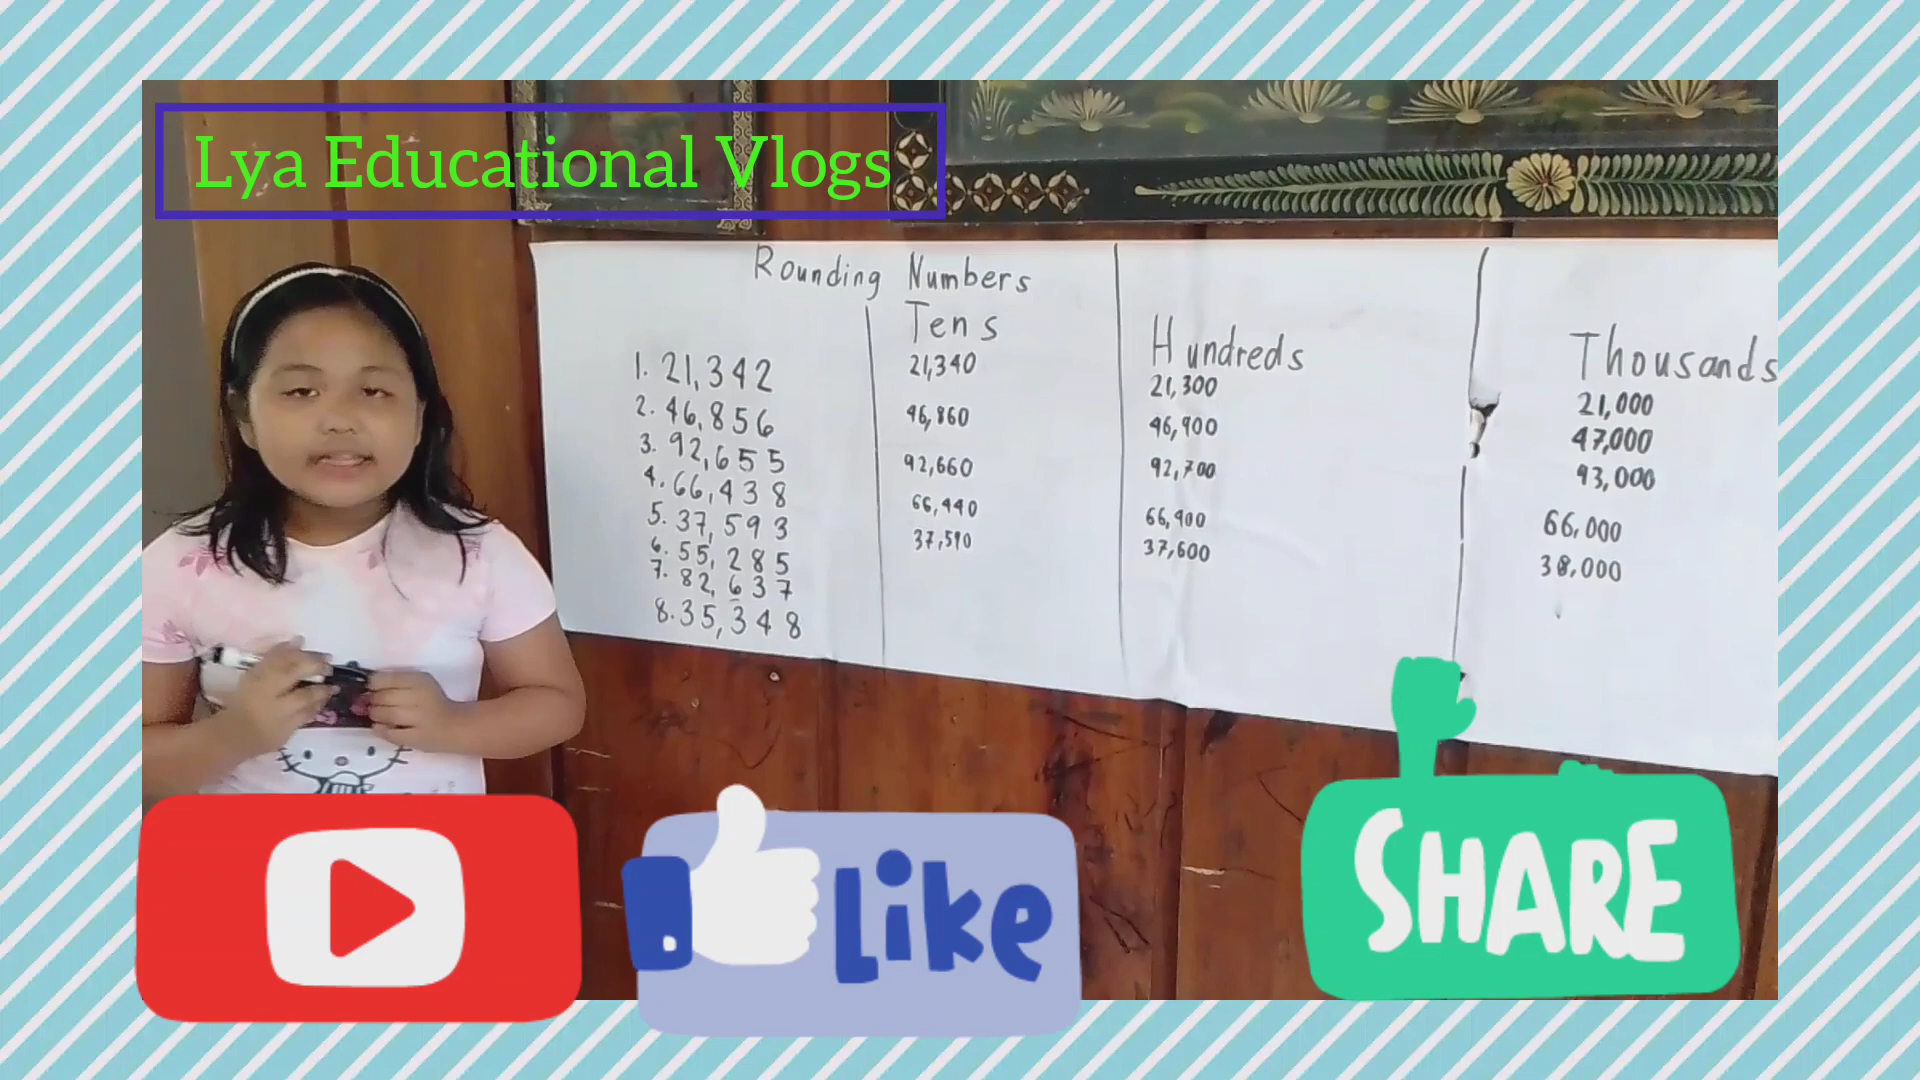 Lya Educational Vlogs
Rounding Numbers
Tens Hundreds Thousands
1. 21,342 21,340 21,300 21,000
2. 46,856 46,860 46,900 47,000
3. 92,655 92,660 92,700 93,000
4. 66,438 66,440 66,400 66,000
5. 37,593 37,590 37,600 38,000
6. 55,285
7. 82,637
8. 35,348
Like
SHARE